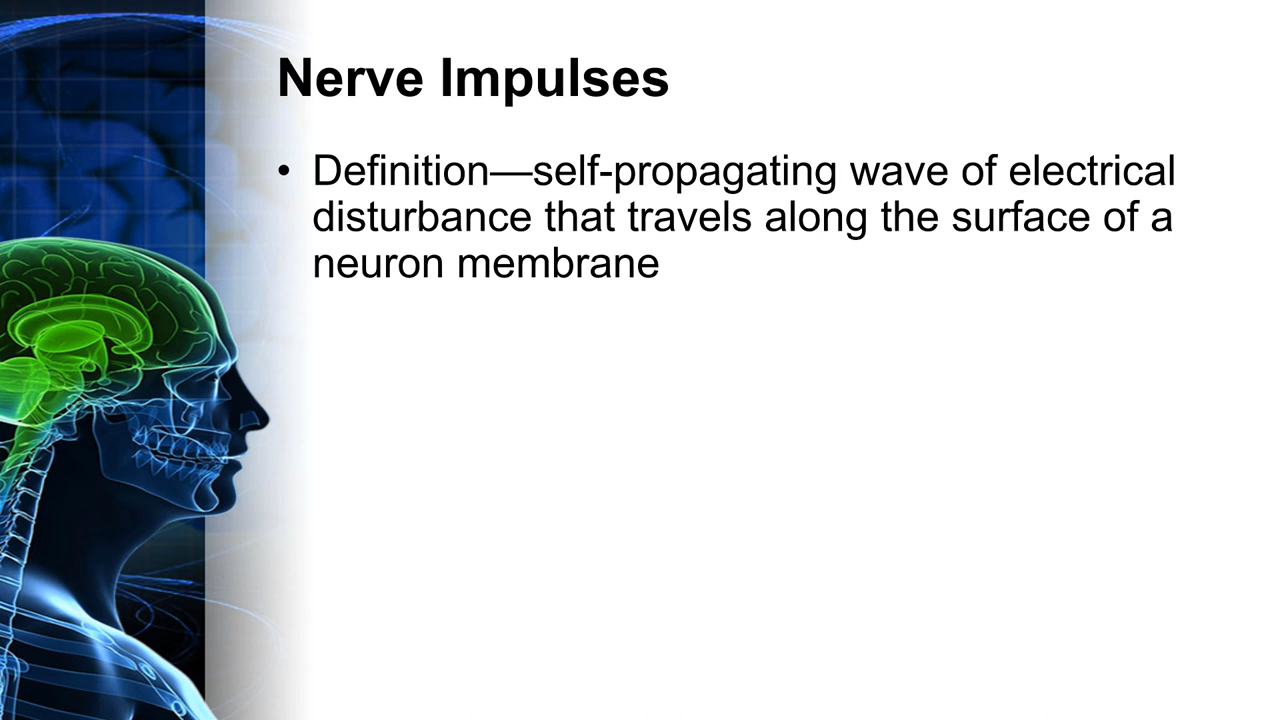 Nerve Impulses
• Definition—self-propagating wave of electrical
disturbance that travels along the surface of a
neuron membrane